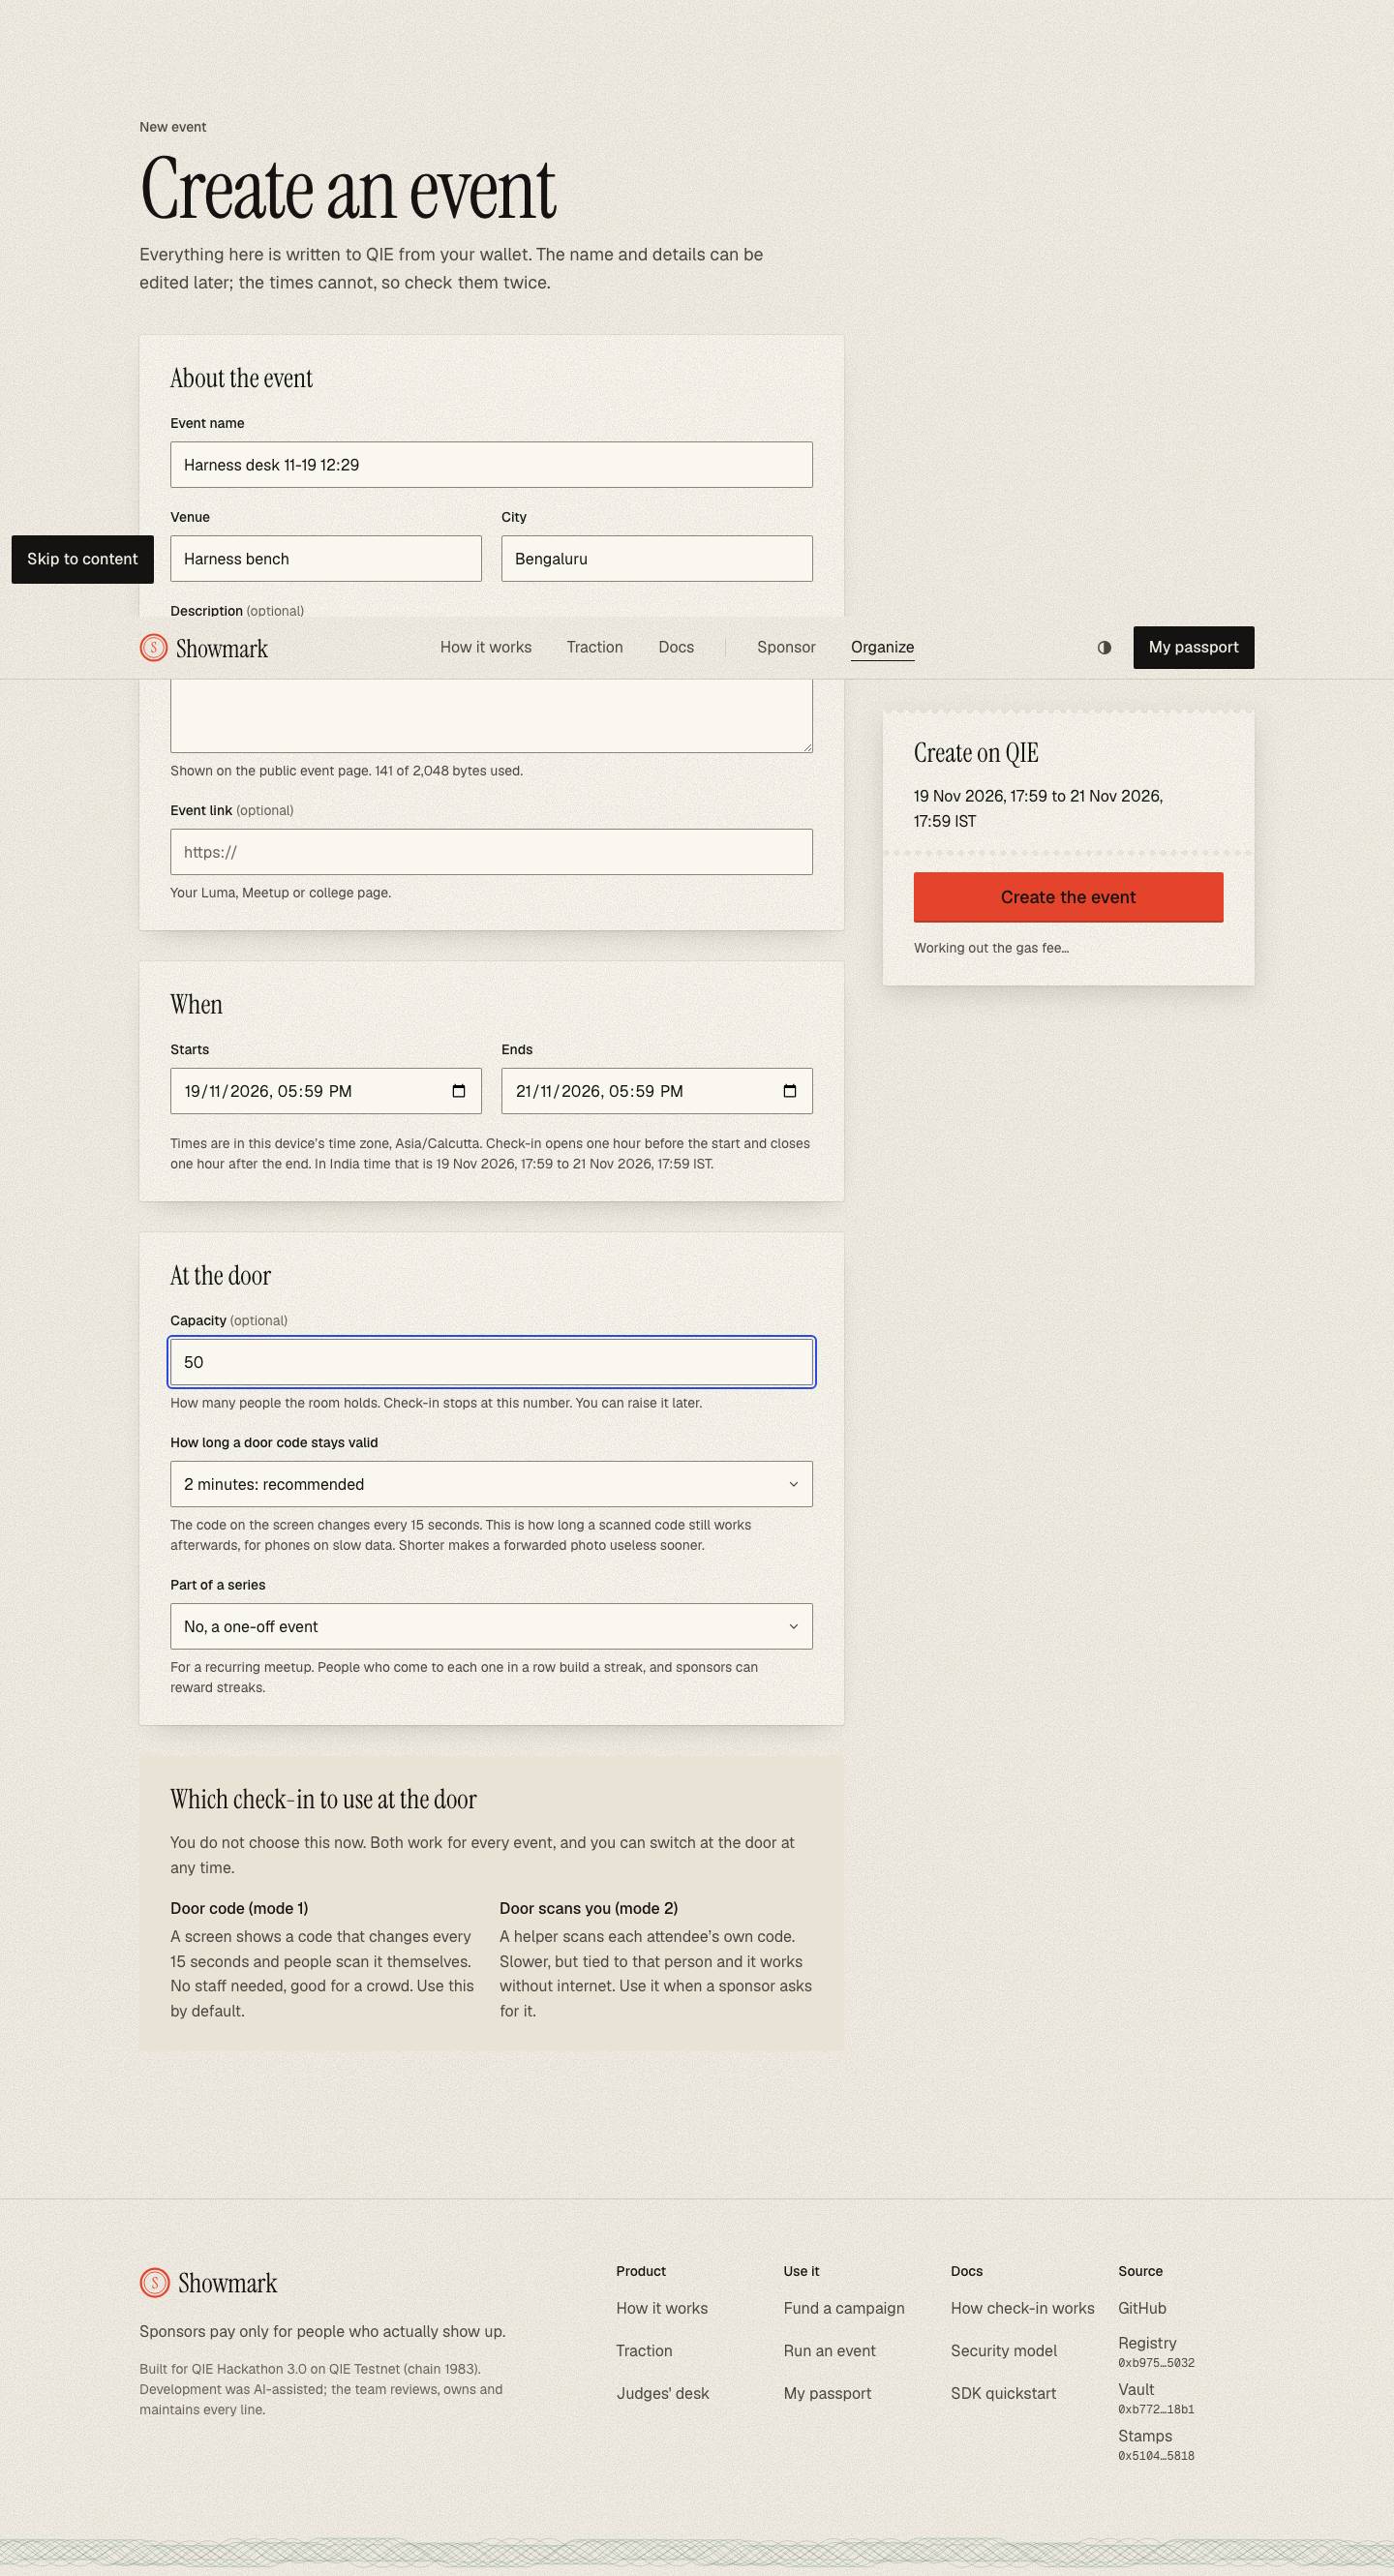 New event
Create an event
Everything here is written to QIE from your wallet. The name and details can be
edited later; the times cannot, so check them twice.
About the event
Event name
Harness desk 11-19 12:29
Venue
City
Skip to content
Harness bench
Bengaluru
Description (optional)
S Showmark
How it works
Traction
Docs
Sponsor
Organize
My passport
Shown on the public event page. 141 of 2,048 bytes used.
Event link (optional)
https://
Your Luma, Meetup or college page.
Create on QIE
19 Nov 2026, 17:59 to 21 Nov 2026,
17:59 IST
Create the event
Working out the gas fee…
When
Starts
Ends
19/11/2026, 05:59 PM
21/11/2026, 05:59 PM
Times are in this device's time zone, Asia/Calcutta. Check-in opens one hour before the start and closes
one hour after the end. In India time that is 19 Nov 2026, 17:59 to 21 Nov 2026, 17:59 IST.
At the door
Capacity (optional)
50
How many people the room holds. Check-in stops at this number. You can raise it later.
How long a door code stays valid
2 minutes: recommended
The code on the screen changes every 15 seconds. This is how long a scanned code still works
afterwards, for phones on slow data. Shorter makes a forwarded photo useless sooner.
Part of a series
No, a one-off event
For a recurring meetup. People who come to each one in a row build a streak, and sponsors can
reward streaks.
Which check-in to use at the door
You do not choose this now. Both work for every event, and you can switch at the door at
any time.
Door code (mode 1)
A screen shows a code that changes every
15 seconds and people scan it themselves.
No staff needed, good for a crowd. Use this
by default.
Door scans you (mode 2)
A helper scans each attendee's own code.
Slower, but tied to that person and it works
without internet. Use it when a sponsor asks
for it.
S Showmark
Sponsors pay only for people who actually show up.
Built for QIE Hackathon 3.0 on QIE Testnet (chain 1983).
Development was AI-assisted; the team reviews, owns and
maintains every line.
Product
How it works
Traction
Judges' desk
Use it
Fund a campaign
Run an event
My passport
Docs
How check-in works
Security model
SDK quickstart
Source
GitHub
Registry
0xb975…5032
Vault
0xb772…18b1
Stamps
0x5104…5818